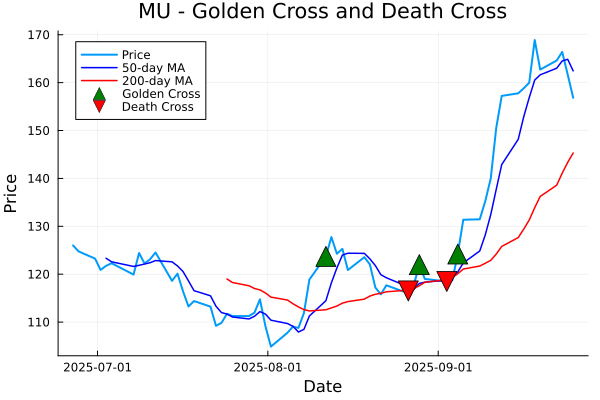 MU - Golden Cross and Death Cross
Price
50-day MA
200-day MA
Golden Cross
Death Cross
170
160
150
140
130
120
110
Price
2025-07-01 2025-08-01 2025-09-01
Date